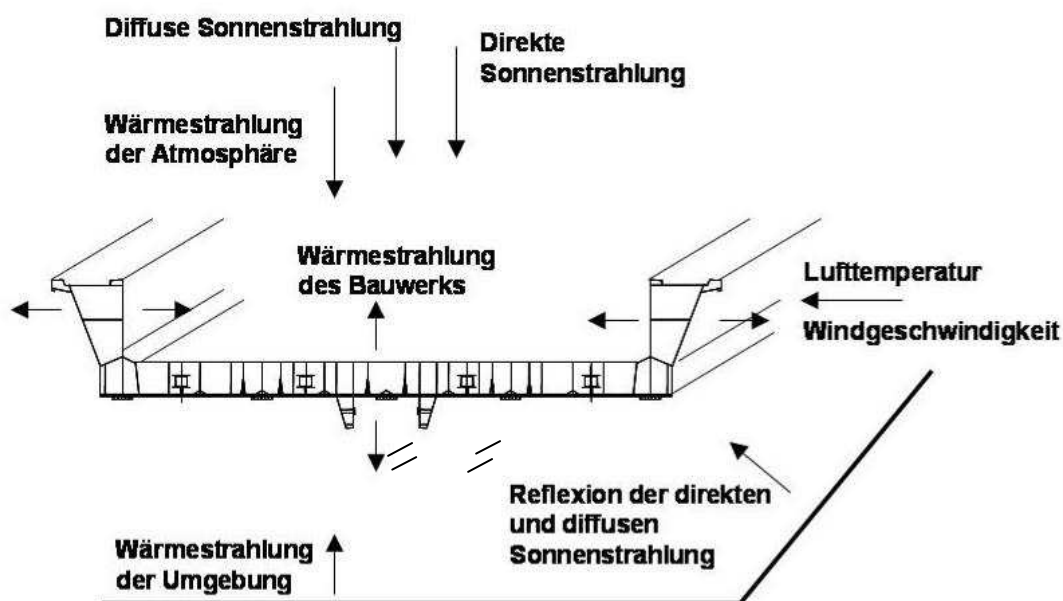 Diffuse Sonnenstrahlung
Direkte
Sonnenstrahlung
Wärmestrahlung
der Atmosphäre
Wärmestrahlung
des Bauwerks
Lufttemperatur
Windgeschwindigkeit
Reflexion der direkten
und diffusen
Sonnenstrahlung
Wärmestrahlung
der Umgebung